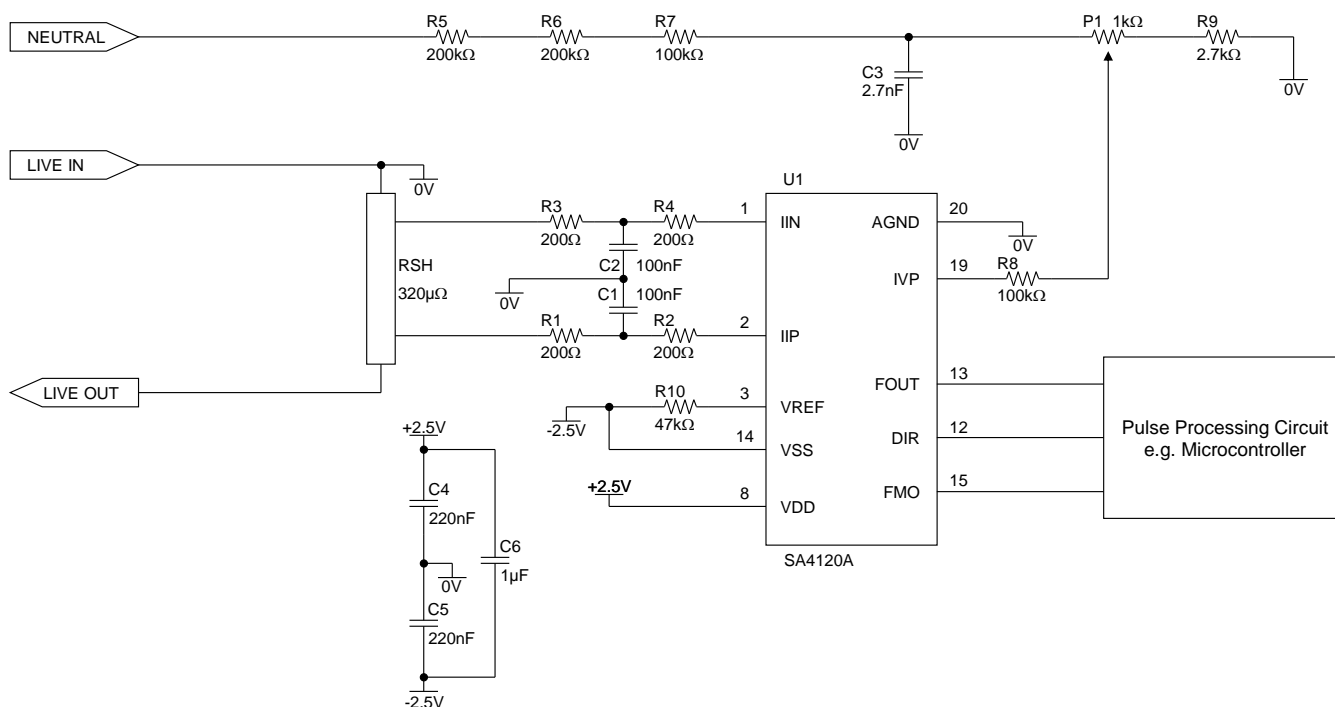 R5
R6
R7
P1 1kΩ
R9
NEUTRAL
200kΩ
200kΩ
100kΩ
2.7kΩ
C3
2.7nF
0V
0V
LIVE IN
0V
U1
R3
R4
1
IIN
AGND
20
200Ω
200Ω
0V
C2
100nF
RSH
320µΩ
IVP
19
R8
100kΩ
0V
C1
100nF
R1
R2
2
IIP
200Ω
200Ω
LIVE OUT
FOUT
13
R10
3
VREF
-2.5V
47kΩ
14
VSS
DIR
12
Pulse Processing Circuit
e.g. Microcontroller
+2.5V
+2.5V
8
VDD
FMO
15
C4
220nF
SA4120A
C6
1µF
0V
C5
220nF
-2.5V